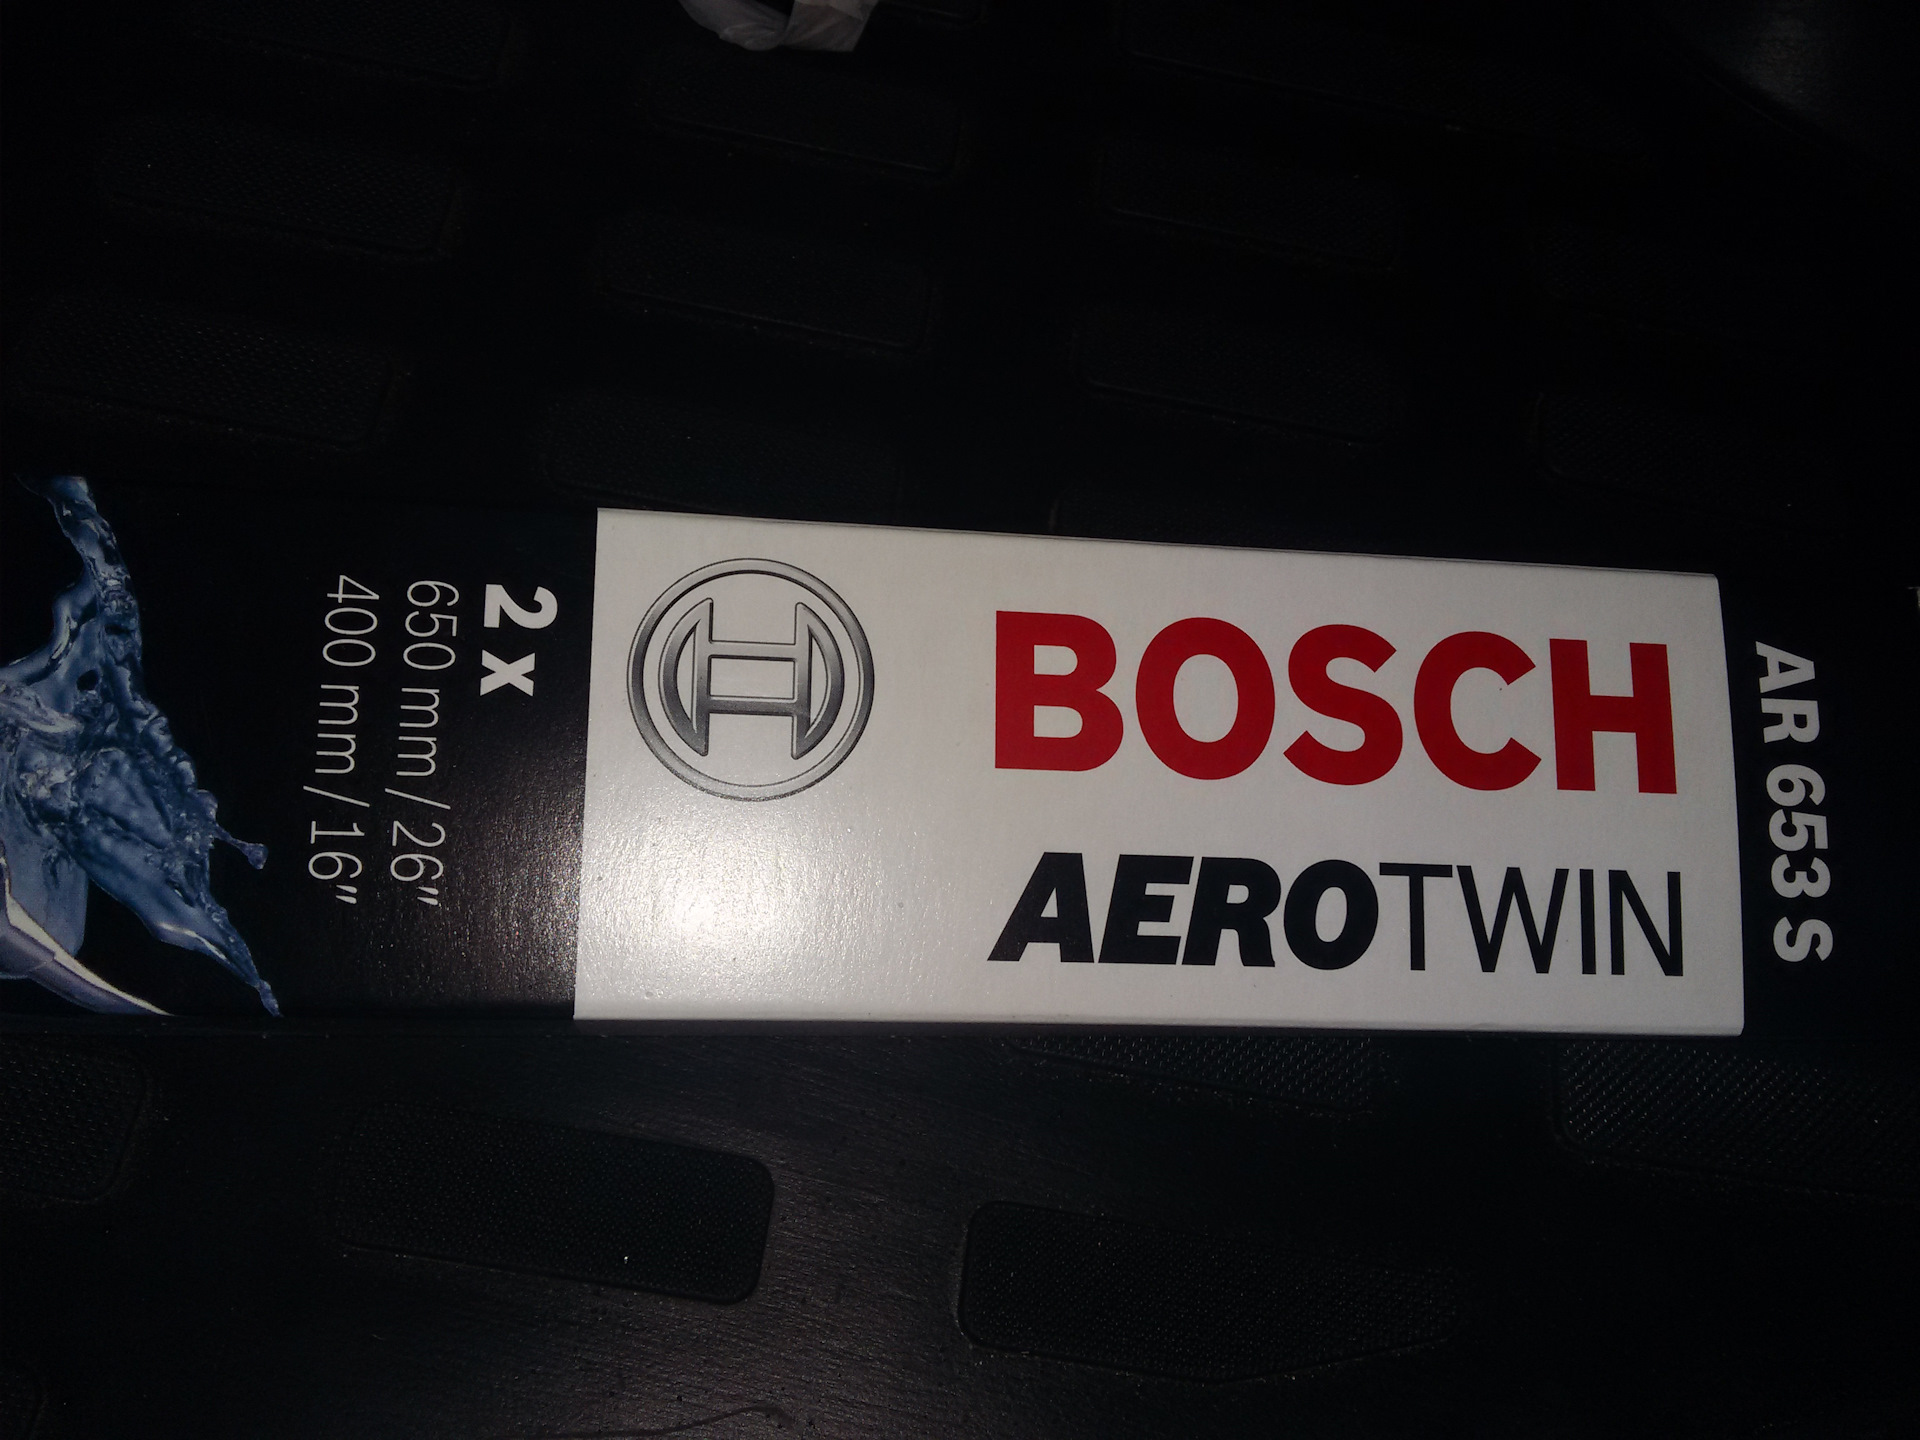 BOSCH
AEROTWIN
AR 653 S
2 x
650 mm / 26"
400 mm / 16"